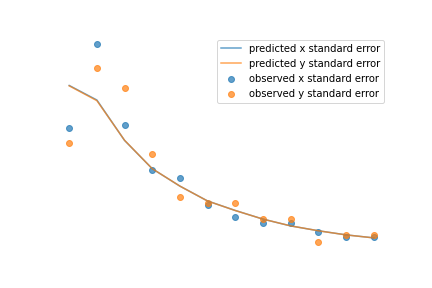 predicted x standard error
predicted y standard error
observed x standard error
observed y standard error